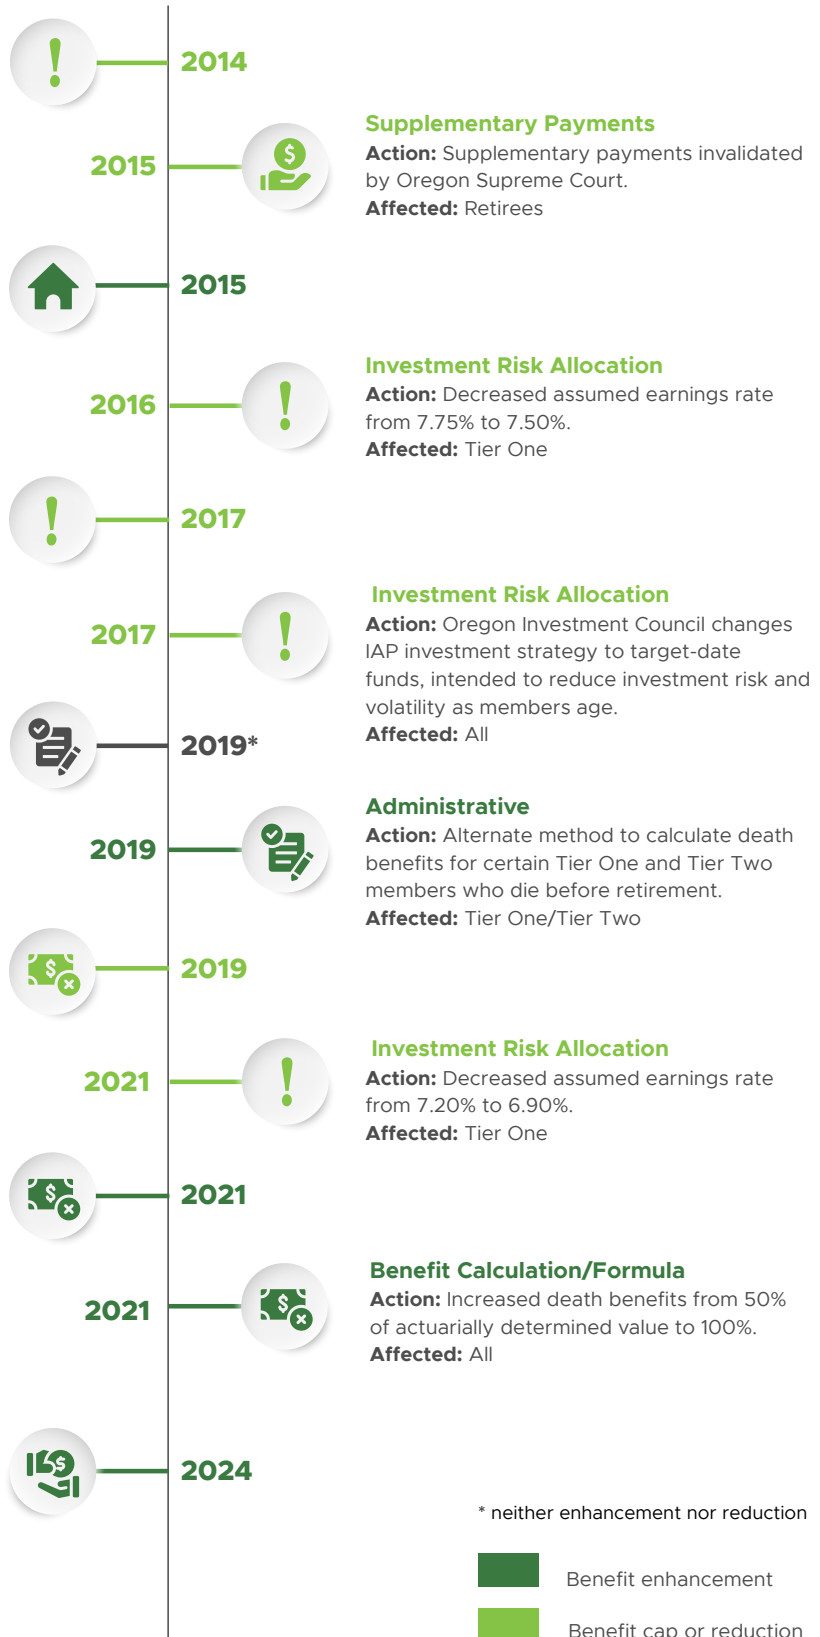 2014
Supplementary Payments
2015
Action: Supplementary payments invalidated
by Oregon Supreme Court.
Affected: Retirees
2015
Investment Risk Allocation
2016
Action: Decreased assumed earnings rate
from 7.75% to 7.50%.
Affected: Tier One
2017
Investment Risk Allocation
2017
Action: Oregon Investment Council changes
IAP investment strategy to target-date
funds, intended to reduce investment risk and
volatility as members age.
Affected: All
2019*
Administrative
2019
Action: Alternate method to calculate death
benefits for certain Tier One and Tier Two
members who die before retirement.
Affected: Tier One/Tier Two
2019
Investment Risk Allocation
2021
Action: Decreased assumed earnings rate
from 7.20% to 6.90%.
Affected: Tier One
2021
Benefit Calculation/Formula
2021
Action: Increased death benefits from 50%
of actuarially determined value to 100%.
Affected: All
2024
* neither enhancement nor reduction
Benefit enhancement
Benefit cap or reduction